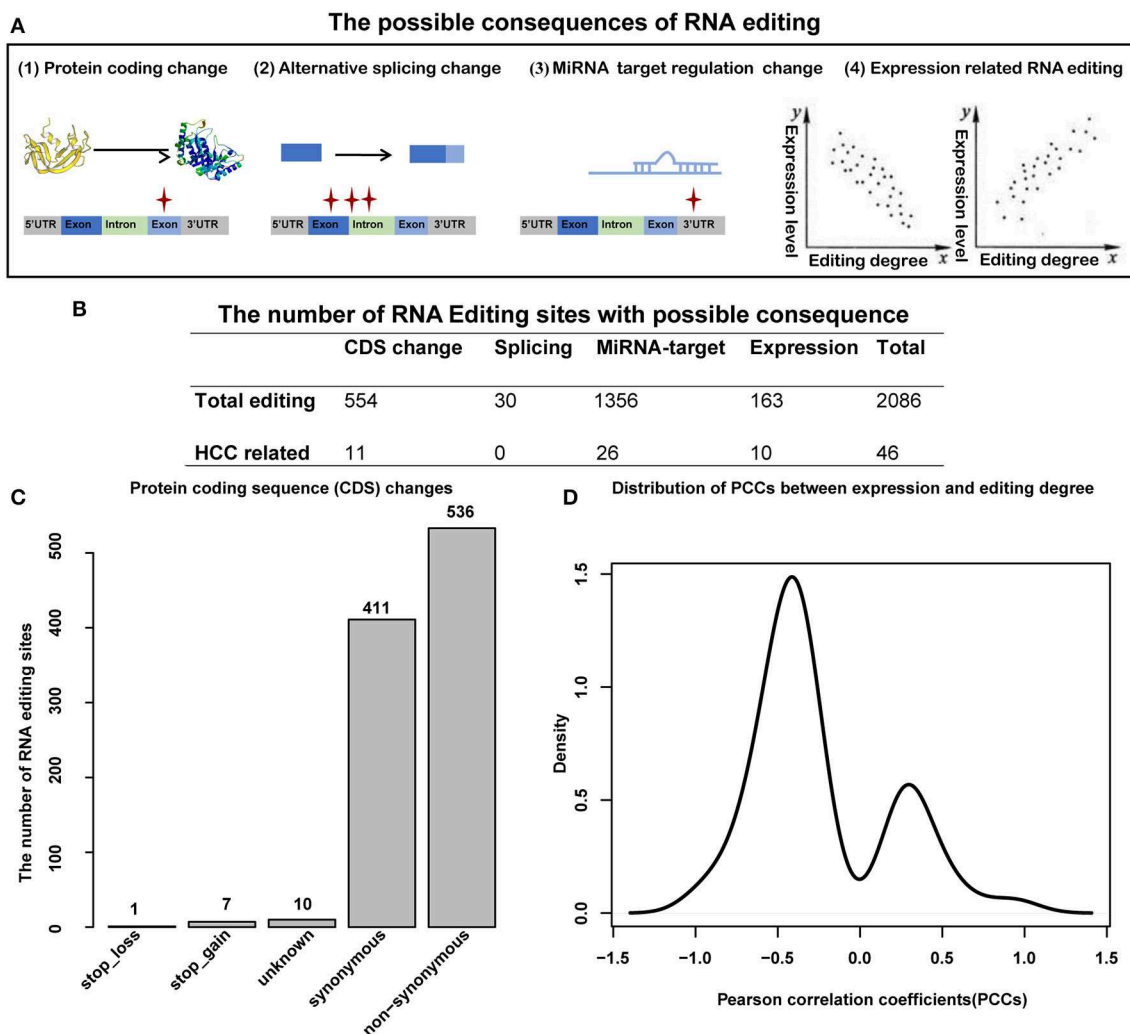 A
The possible consequences of RNA editing
(1) Protein coding change
(2) Alternative splicing change
(3) MiRNA target regulation change
(4) Expression related RNA editing
5'UTR Exon Intron Exon 3'UTR
5'UTR Exon Intron Exon 3'UTR
5'UTR Exon Intron Exon 3'UTR
y
Expression level
Editing degree
x
y
Expression level
Editing degree
x
B
The number of RNA Editing sites with possible consequence
CDS change Splicing MiRNA-target Expression Total
Total editing 554 30 1356 163 2086
HCC related 11 0 26 10 46
C
Protein coding sequence (CDS) changes
The number of RNA editing sites
500
400
300
200
100
0
1
7
10
411
536
stop_loss
stop_gain
unknown
synonymous
non-synonymous
D
Distribution of PCCs between expression and editing degree
Density
1.5
1.0
0.5
0.0
−1.5 −1.0 −0.5 0.0 0.5 1.0 1.5
Pearson correlation coefficients(PCCs)